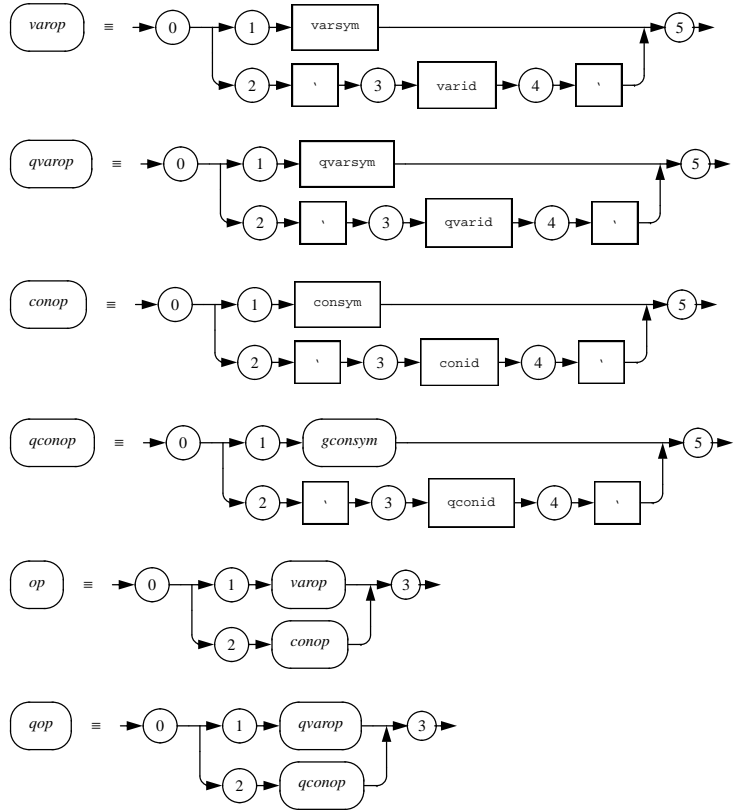 varop ≡ 0 1 varsym 5
2 ` 3 varid 4 `
qvarop ≡ 0 1 qvarsym 5
2 ` 3 qvarid 4 `
conop ≡ 0 1 consym 5
2 ` 3 conid 4 `
qconop ≡ 0 1 gconsym 5
2 ` 3 qconid 4 `
op ≡ 0 1 varop 3
2 conop
qop ≡ 0 1 qvarop 3
2 qconop